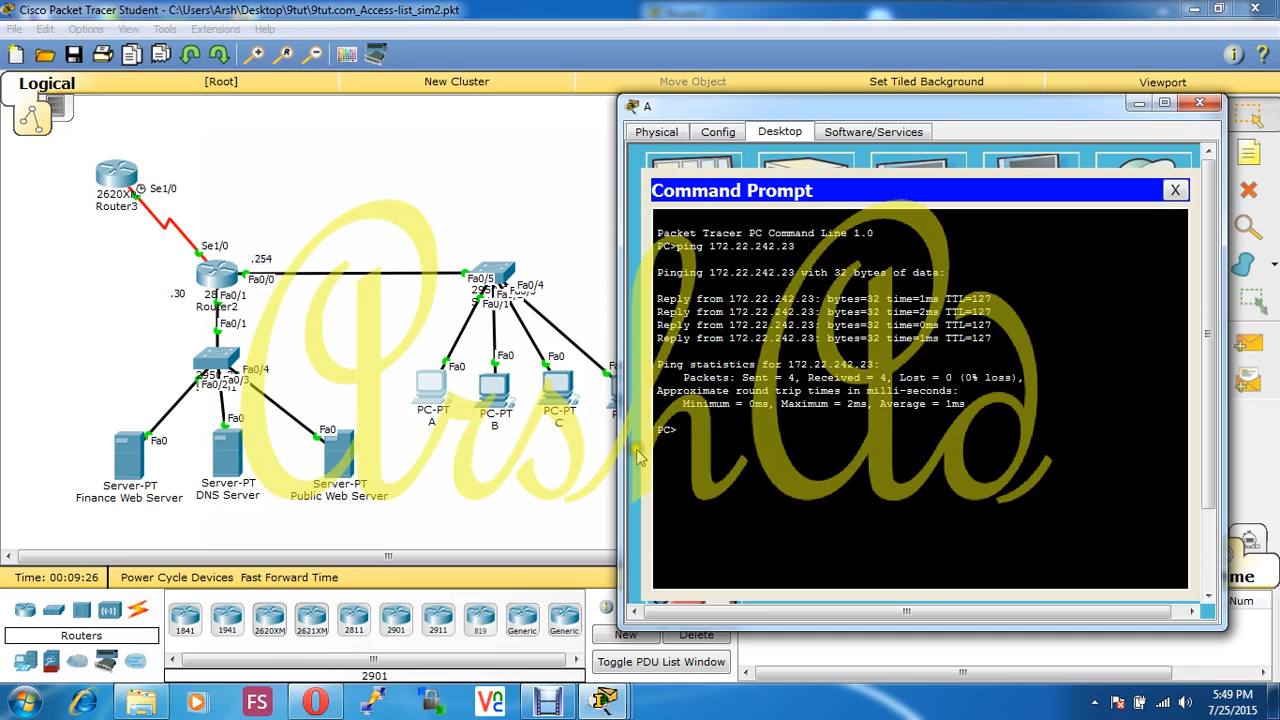 Cisco Packet Tracer Student - C:\Users\Arsh\Desktop\9tut\9tut.com_Access-list_sim2.pkt
File Edit Options View Tools Extensions Help
Logical [Root] New Cluster Move Object Set Tiled Background Viewport
2620XM
Router3
Se1/0
Se1/0
.254
Fa0/0
.30
Fa0/1
Router2
Fa0/1
Fa0/5
Fa0/4
Fa0/1
Fa0/4
Fa0
PC-PT
A
Fa0
PC-PT
B
Fa0
PC-PT
C
Fa0
Fa0
Server-PT
Finance Web Server
Fa0
Server-PT
DNS Server
Fa0
Server-PT
Public Web Server
A
Physical Config Desktop Software/Services
Command Prompt X
Packet Tracer PC Command Line 1.0
PC>ping 172.22.242.23
Pinging 172.22.242.23 with 32 bytes of data:
Reply from 172.22.242.23: bytes=32 time=1ms TTL=127
Reply from 172.22.242.23: bytes=32 time=2ms TTL=127
Reply from 172.22.242.23: bytes=32 time=0ms TTL=127
Reply from 172.22.242.23: bytes=32 time=1ms TTL=127
Ping statistics for 172.22.242.23:
Packets: Sent = 4, Received = 4, Lost = 0 (0% loss),
Approximate round trip times in milli-seconds:
Minimum = 0ms, Maximum = 2ms, Average = 1ms
PC>
Time: 00:09:26 Power Cycle Devices Fast Forward Time
Routers
1841 1941 2620XM 2621XM 2811 2901 2911 819 Generic Generic
2901
New Delete
Toggle PDU List Window
Num
FS
5:49 PM
7/25/2015